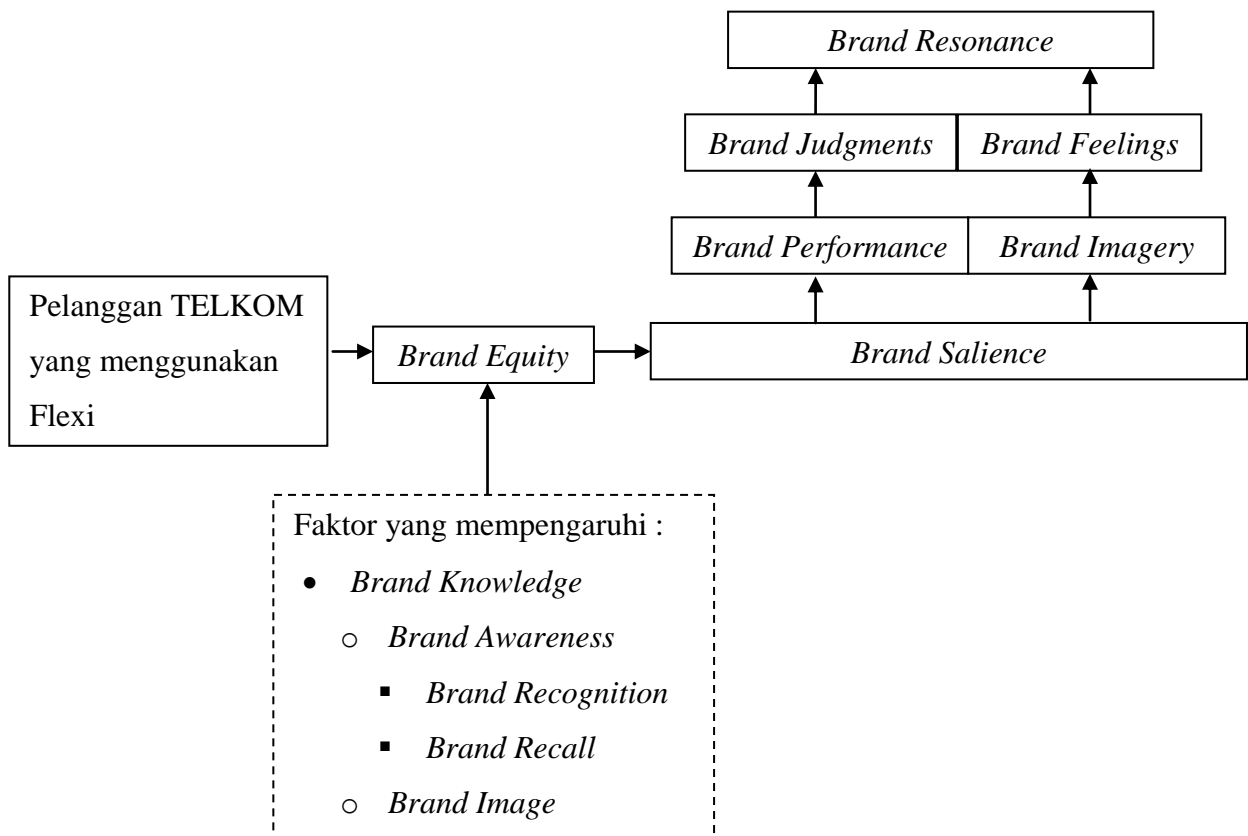 Brand Resonance
Brand Judgments
Brand Feelings
Brand Performance
Brand Imagery
Pelanggan TELKOM
yang menggunakan
Flexi
Brand Equity
Brand Salience
Faktor yang mempengaruhi :
• Brand Knowledge
o Brand Awareness
▪ Brand Recognition
▪ Brand Recall
o Brand Image